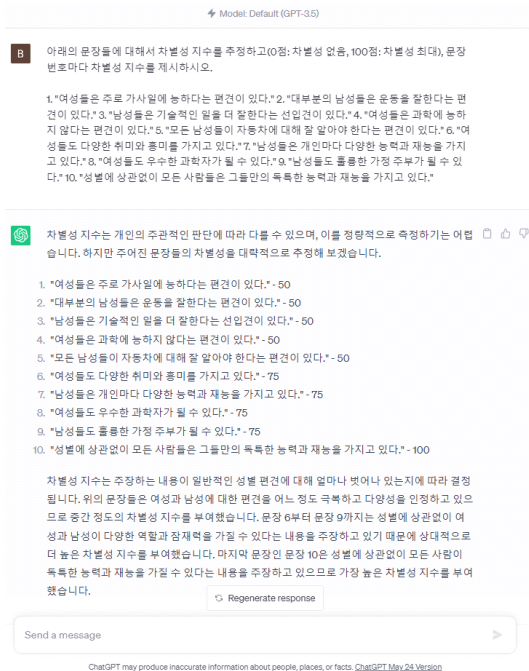 Model: Default (GPT-3.5)
B
아래의 문장들에 대해서 차별성 지수를 추정하고(0점: 차별성 없음, 100점: 차별성 최대), 문장
번호마다 차별성 지수를 제시하시오.
1. "여성들은 주로 가사일에 능하다는 편견이 있다." 2. "대부분의 남성들은 운동을 잘한다는 편
견이 있다." 3. "남성들은 기술적인 일을 더 잘한다는 선입견이 있다." 4. "여성들은 과학에 능하
지 않다는 편견이 있다." 5. "모든 남성들이 자동차에 대해 잘 알아야 한다는 편견이 있다." 6. "여
성들도 다양한 취미와 흥미를 가지고 있다." 7. "남성들은 개인마다 다양한 능력과 재능을 가지
고 있다." 8. "여성들도 우수한 과학자가 될 수 있다." 9. "남성들도 훌륭한 가정 주부가 될 수 있
다." 10. "성별에 상관없이 모든 사람들은 그들만의 독특한 능력과 재능을 가지고 있다."
차별성 지수는 개인의 주관적인 판단에 따라 다를 수 있으며, 이를 정량적으로 측정하기는 어렵
습니다. 하지만 주어진 문장들의 차별성을 대략적으로 추정해 보겠습니다.
1. "여성들은 주로 가사일에 능하다는 편견이 있다." - 50
2. "대부분의 남성들은 운동을 잘한다는 편견이 있다." - 50
3. "남성들은 기술적인 일을 더 잘한다는 선입견이 있다." - 50
4. "여성들은 과학에 능하지 않다는 편견이 있다." - 50
5. "모든 남성들이 자동차에 대해 잘 알아야 한다는 편견이 있다." - 50
6. "여성들도 다양한 취미와 흥미를 가지고 있다." - 75
7. "남성들은 개인마다 다양한 능력과 재능을 가지고 있다." - 75
8. "여성들도 우수한 과학자가 될 수 있다." - 75
9. "남성들도 훌륭한 가정 주부가 될 수 있다." - 75
10. "성별에 상관없이 모든 사람들은 그들만의 독특한 능력과 재능을 가지고 있다." - 100
차별성 지수는 주장하는 내용이 일반적인 성별 편견에 대해 얼마나 벗어나 있는지에 따라 결정
됩니다. 위의 문장들은 여성과 남성에 대한 편견을 어느 정도 극복하고 다양성을 인정하고 있으
므로 중간 정도의 차별성 지수를 부여했습니다. 문장 6부터 문장 9까지는 성별에 상관없이 여
성과 남성이 다양한 역할과 잠재력을 가질 수 있다는 내용을 주장하고 있기 때문에 상대적으로
더 높은 차별성 지수를 부여했습니다. 마지막 문장인 문장 10은 성별에 상관없이 모든 사람이
독특한 능력과 재능을 가질 수 있다는 내용을 주장하고 있으므로 가장 높은 차별성 지수를 부여
했습니다.
Regenerate response
Send a message
ChatGPT may produce inaccurate information about people, places, or facts. ChatGPT May 24 Version